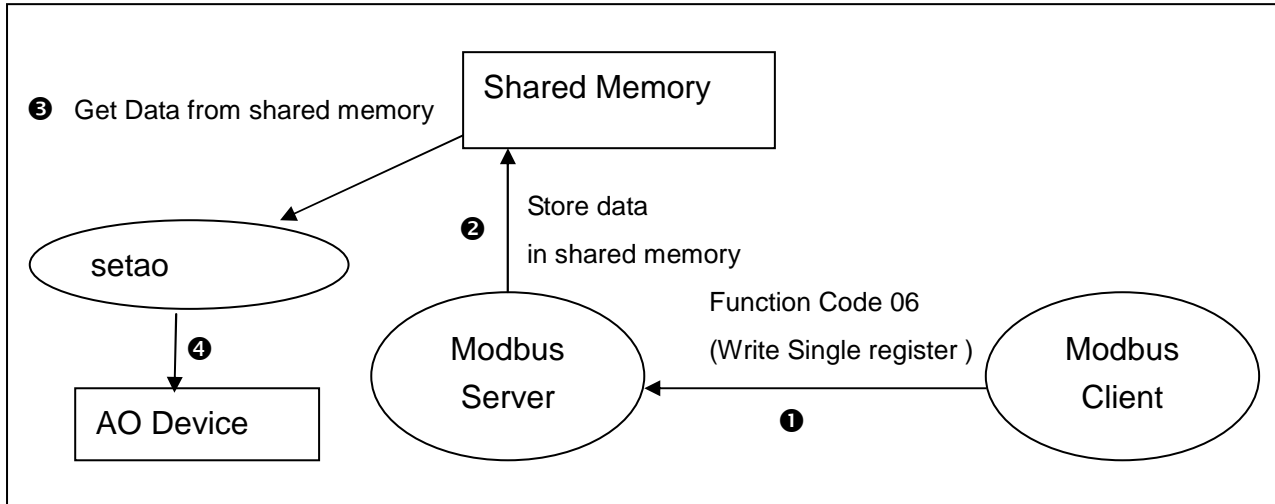 Shared Memory
❸ Get Data from shared memory
setao
❷
Store data
in shared memory
❹
AO Device
Modbus
Server
Function Code 06
(Write Single register )
❶
Modbus
Client